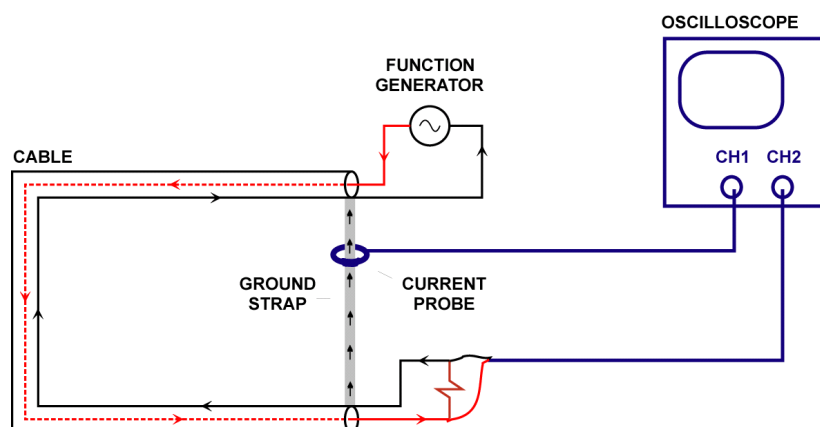 OSCILLOSCOPE
FUNCTION
GENERATOR
CABLE
CH1 CH2
GROUND
STRAP
CURRENT
PROBE